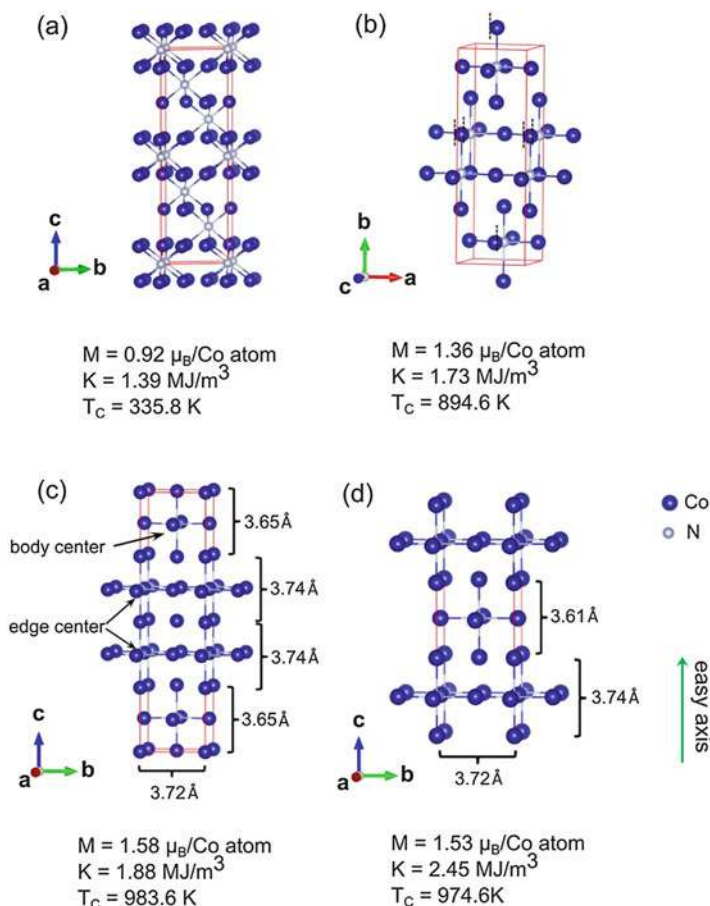 (a)
c
a
b
M = 0.92 μB/Co atom
K = 1.39 MJ/m³
TC = 335.8 K
(b)
b
c
a
M = 1.36 μB/Co atom
K = 1.73 MJ/m³
TC = 894.6 K
(c)
body center
edge center
3.65Å
3.74Å
3.74Å
3.65Å
3.72Å
c
a
b
M = 1.58 μB/Co atom
K = 1.88 MJ/m³
TC = 983.6 K
(d)
Co
N
3.61Å
3.74Å
3.72Å
easy axis
c
a
b
M = 1.53 μB/Co atom
K = 2.45 MJ/m³
TC = 974.6K